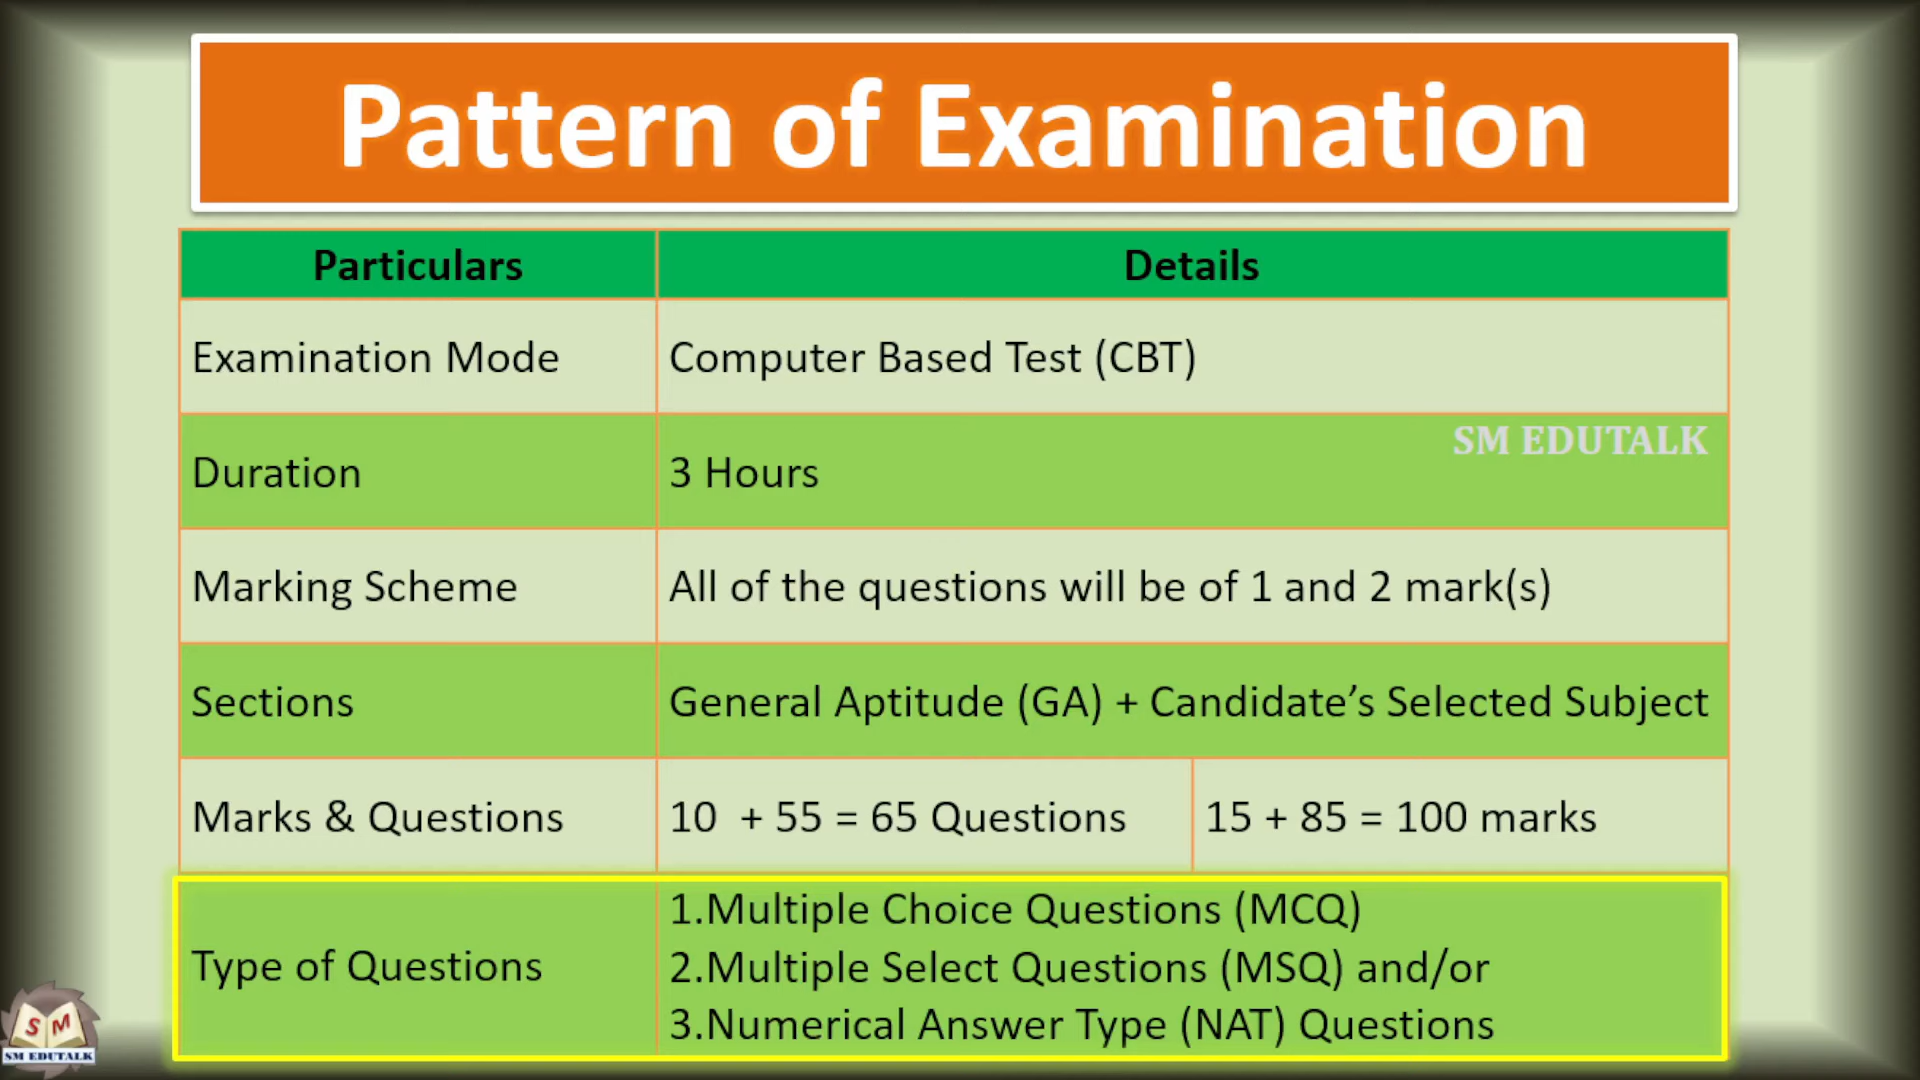 Pattern of Examination
Particulars
Details
Examination Mode
Computer Based Test (CBT)
SM EDUTALK
Duration
3 Hours
Marking Scheme
All of the questions will be of 1 and 2 mark(s)
Sections
General Aptitude (GA) + Candidate’s Selected Subject
Marks & Questions
10 + 55 = 65 Questions
15 + 85 = 100 marks
Type of Questions
1.Multiple Choice Questions (MCQ)
2.Multiple Select Questions (MSQ) and/or
3.Numerical Answer Type (NAT) Questions
S M
SM EDUTALK